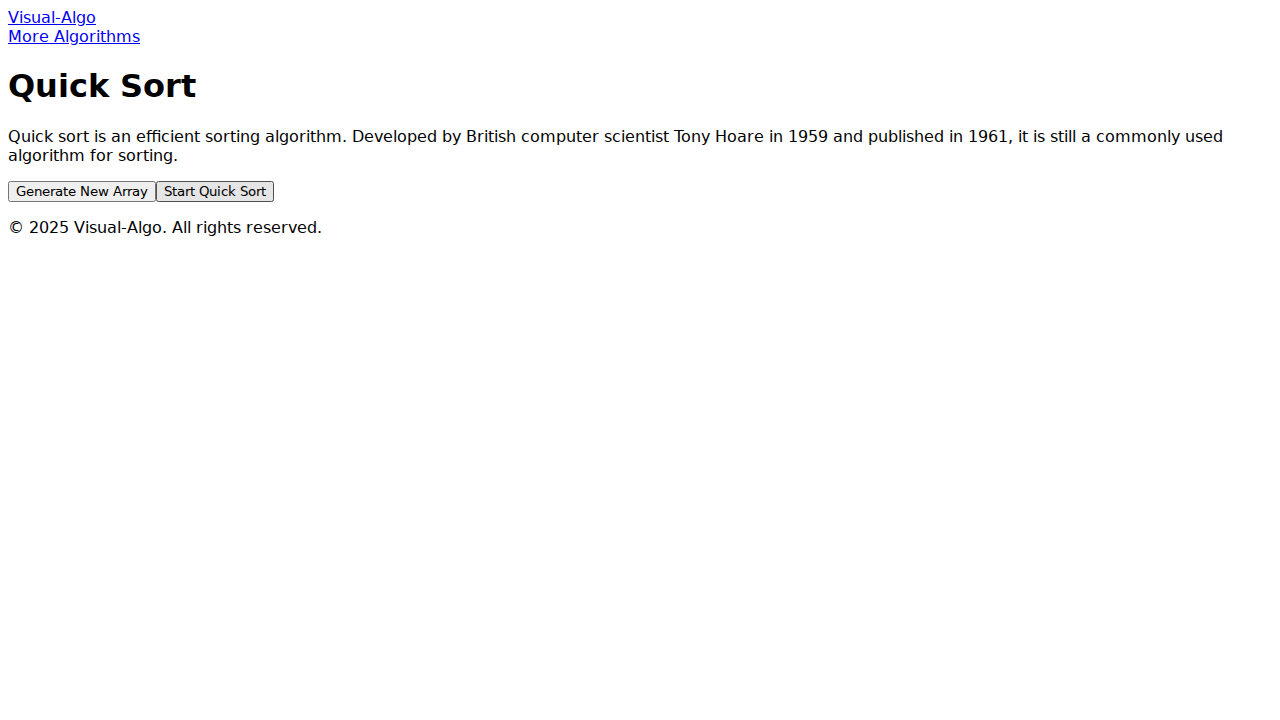 Visual-Algo
More Algorithms
Quick Sort
Quick sort is an efficient sorting algorithm. Developed by British computer scientist Tony Hoare in 1959 and published in 1961, it is still a commonly used
algorithm for sorting.
Generate New Array Start Quick Sort
© 2025 Visual-Algo. All rights reserved.